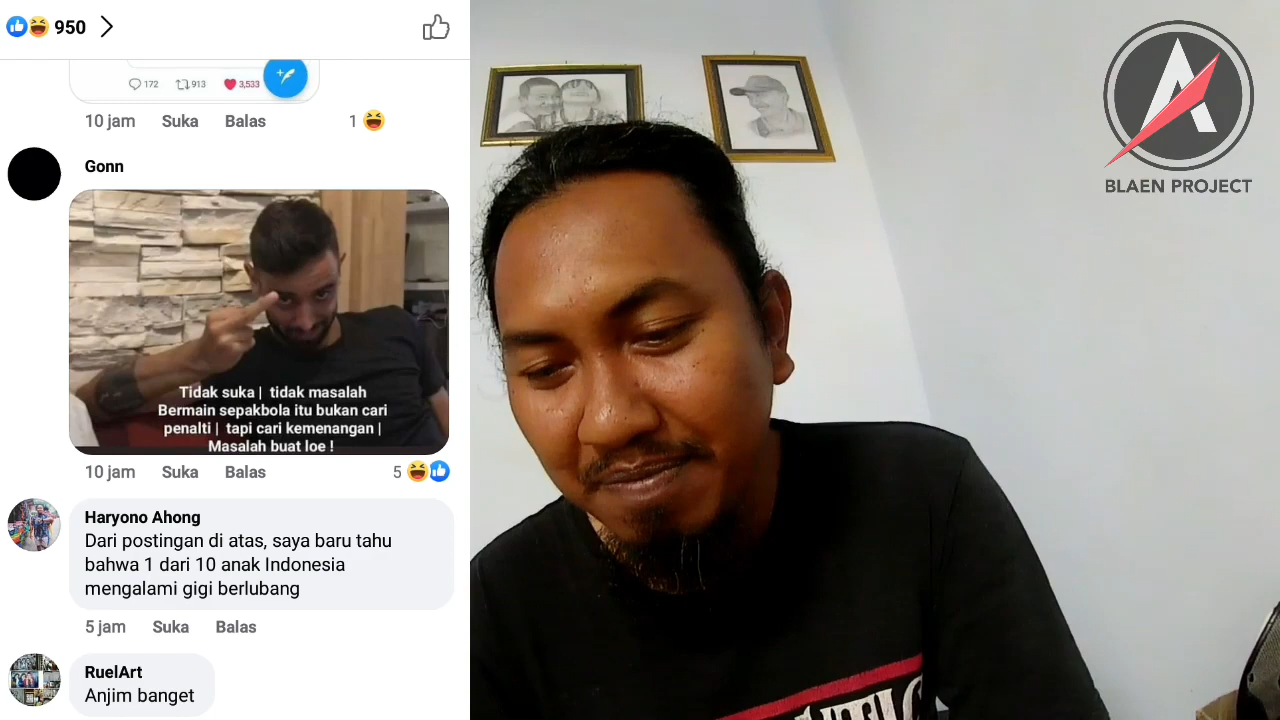 950
172 913 3,533
10 jam Suka Balas 1
Gonn
Tidak suka | tidak masalah
Bermain sepakbola itu bukan cari
penalti | tapi cari kemenangan |
Masalah buat loe !
10 jam Suka Balas 5
Haryono Ahong
Dari postingan di atas, saya baru tahu
bahwa 1 dari 10 anak Indonesia
mengalami gigi berlubang
5 jam Suka Balas
RuelArt
Anjim banget
BLAEN PROJECT